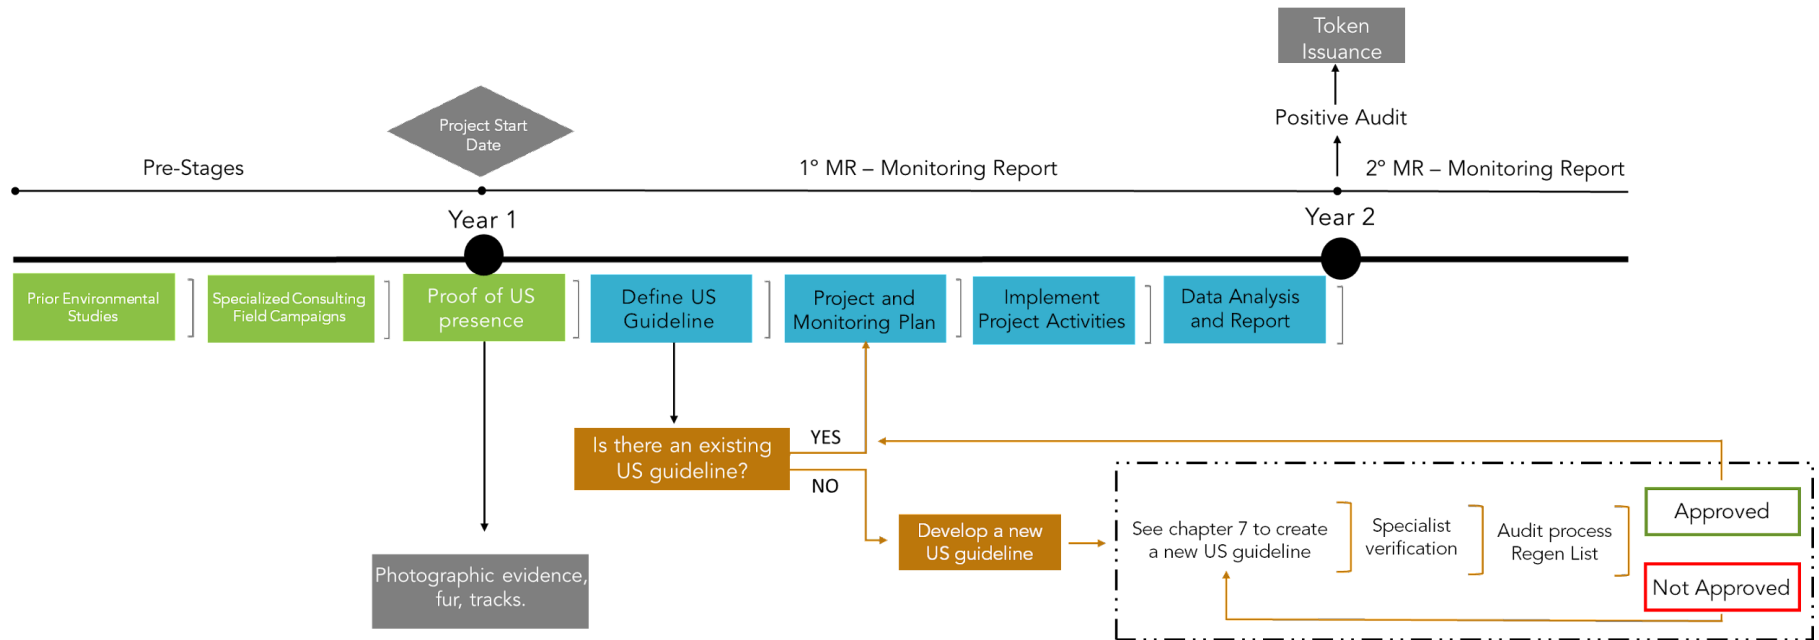 Token
Issuance
Project Start
Date
Positive Audit
Pre-Stages
1º MR – Monitoring Report
2º MR – Monitoring Report
Year 1
Year 2
Prior Environmental
Studies
Specialized Consulting
Field Campaigns
Proof of US
presence
Define US
Guideline
Project and
Monitoring Plan
Implement
Project Activities
Data Analysis
and Report
Is there an existing
US guideline?
YES
NO
Develop a new
US guideline
See chapter 7 to create
a new US guideline
Specialist
verification
Audit process
Regen List
Approved
Not Approved
Photographic evidence,
fur, tracks.